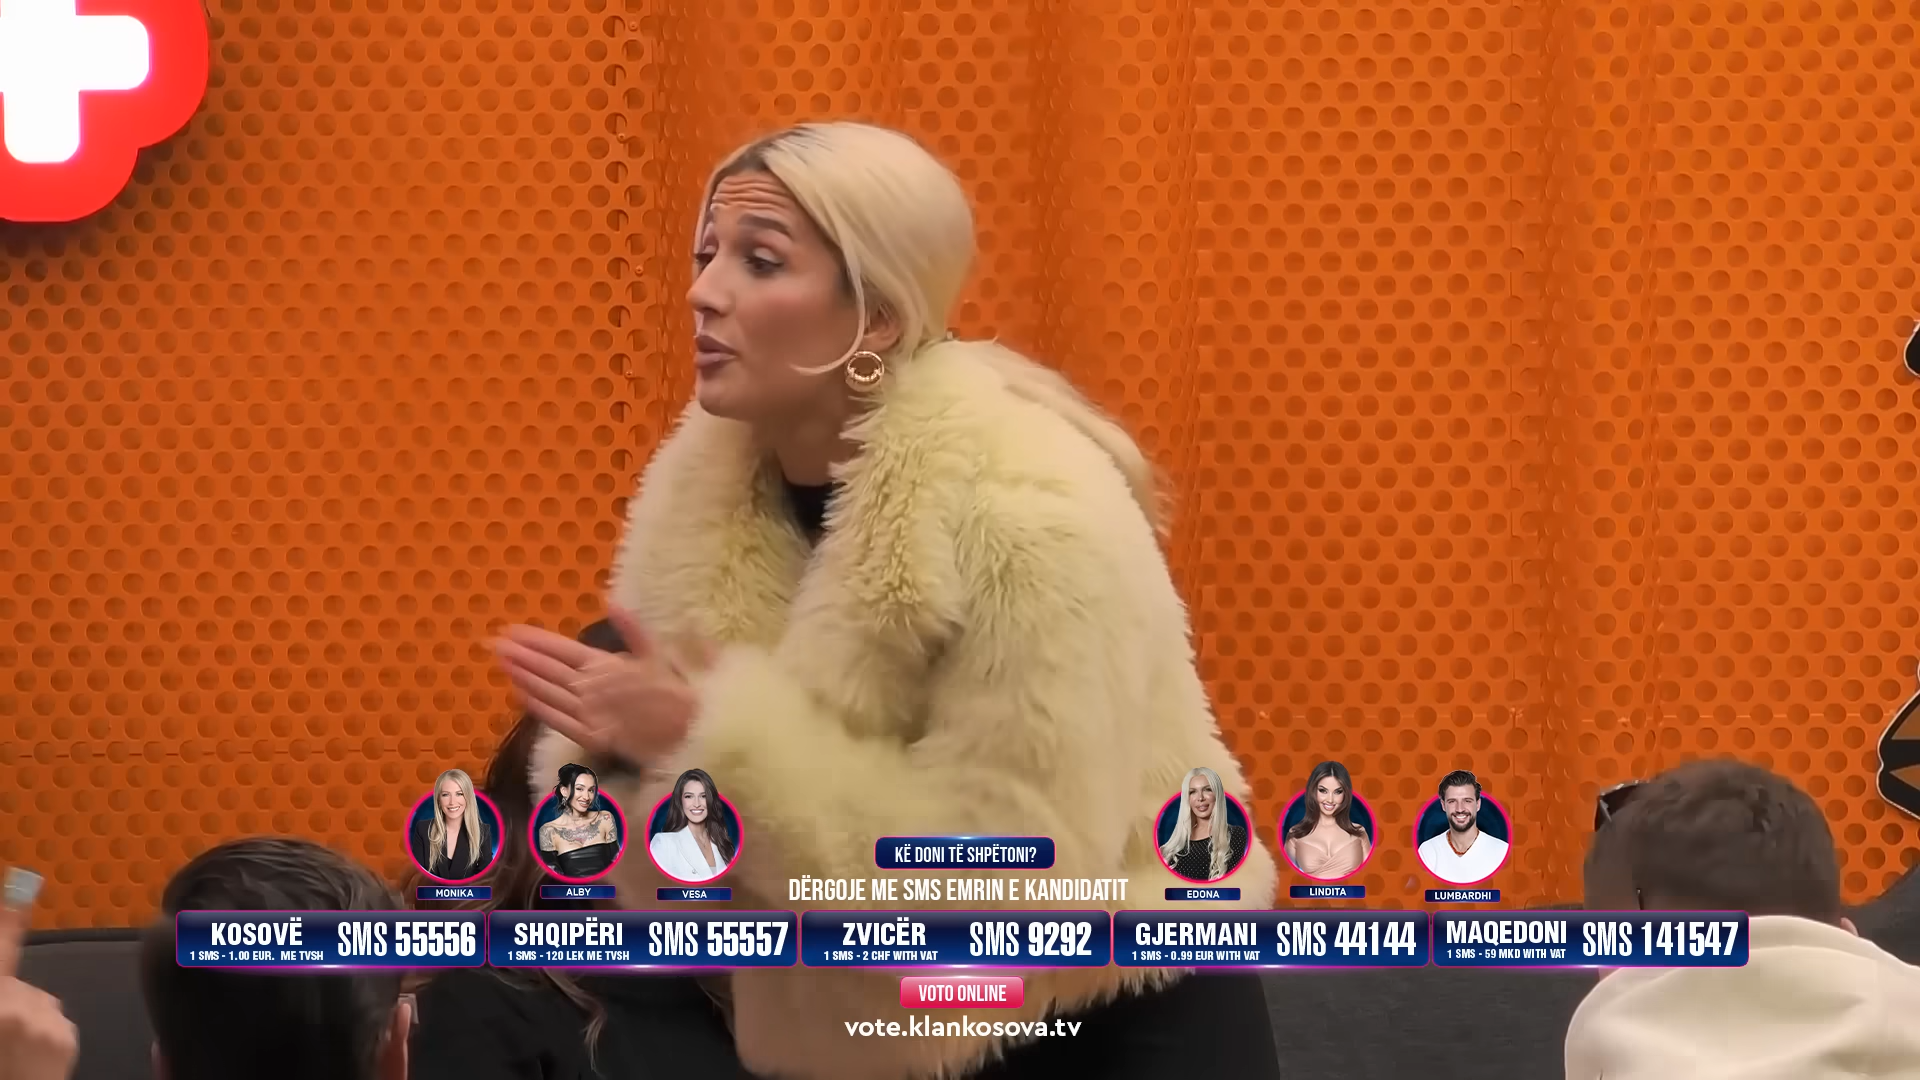 MONIKA
ALBY
VESA
EDONA
LINDITA
LUMBARDHI
KË DONI TË SHPËTONI?
DËRGOJE ME SMS EMRIN E KANDIDATIT
KOSOVË
1 SMS - 1.00 EUR. ME TVSH
SMS 55556
SHQIPËRI
1 SMS - 120 LEK ME TVSH
SMS 55557
ZVICËR
1 SMS - 2 CHF WITH VAT
SMS 9292
GJERMANI
1 SMS - 0.99 EUR WITH VAT
SMS 44144
MAQEDONI
1 SMS - 59 MKD WITH VAT
SMS 141547
VOTO ONLINE
vote.klankosova.tv